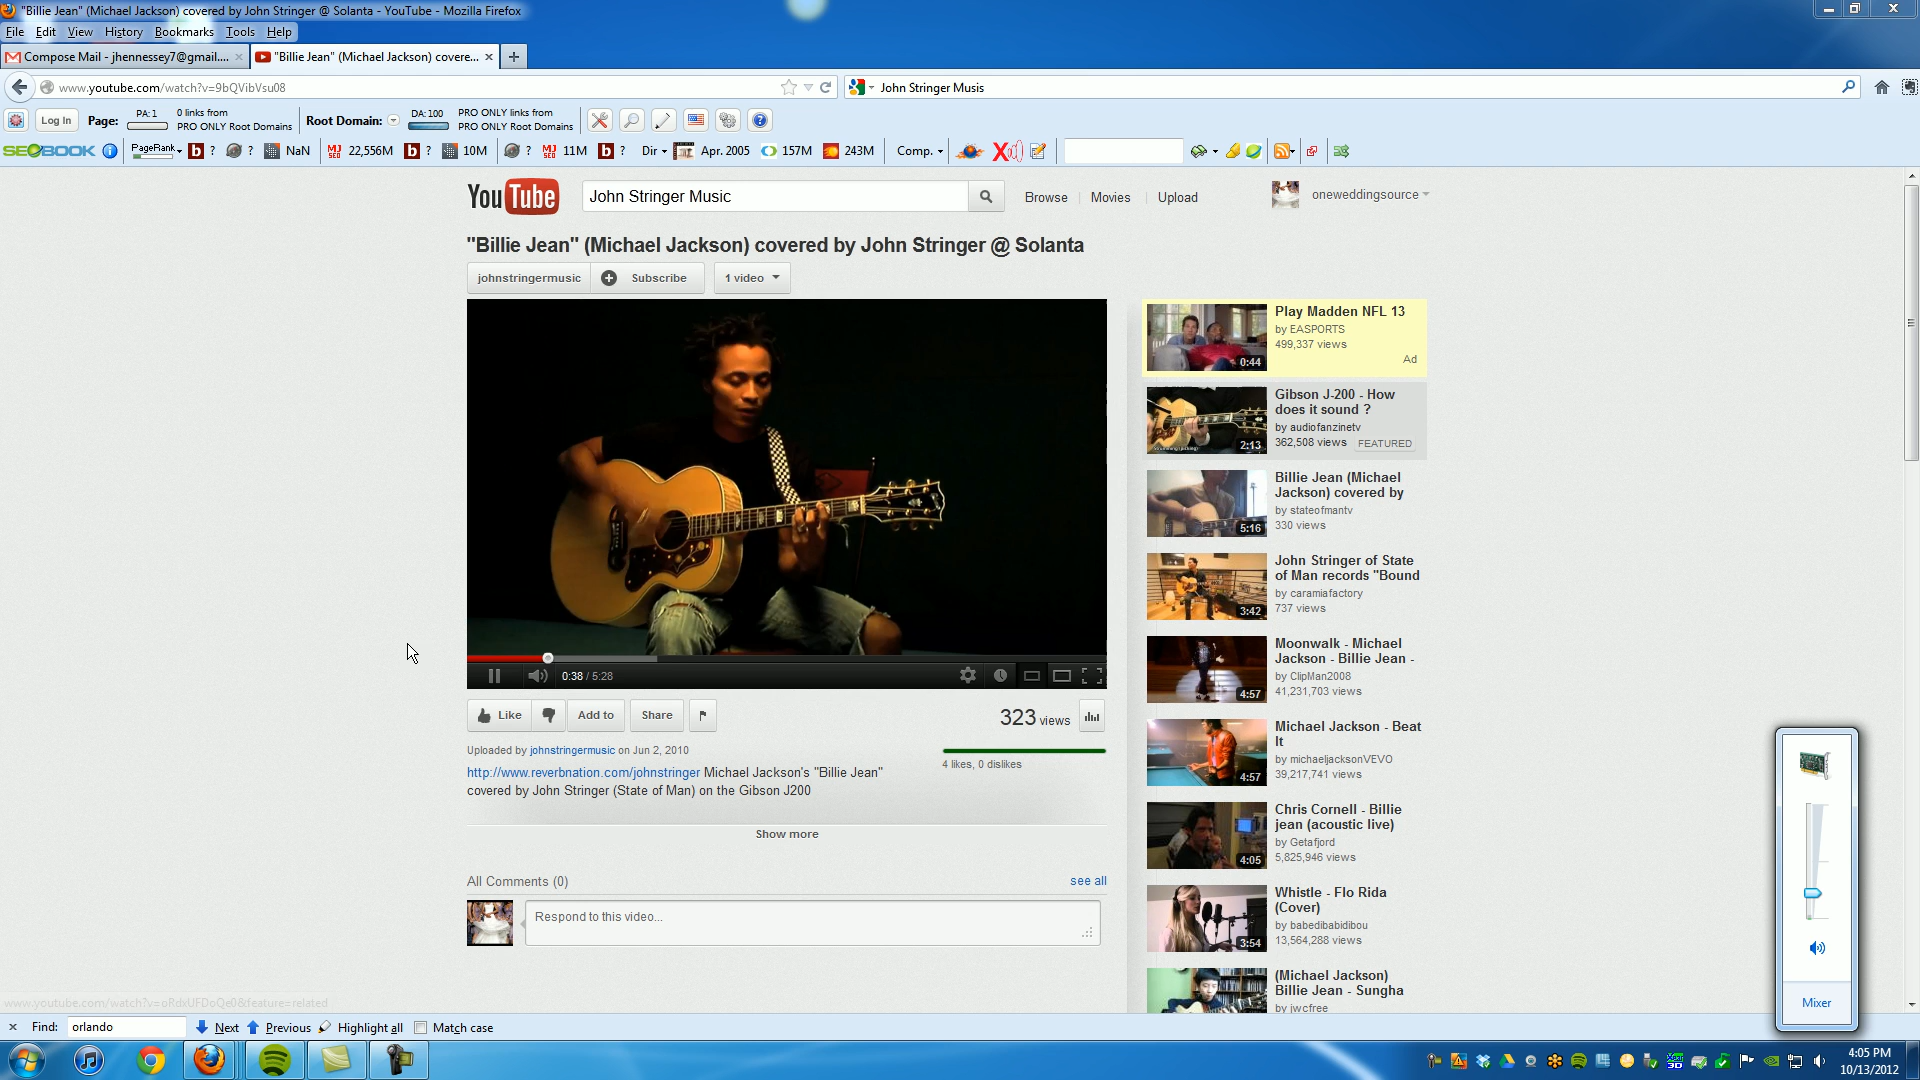 "Billie Jean" (Michael Jackson) covered by John Stringer @ Solanta - YouTube - Mozilla Firefox
File Edit View History Bookmarks Tools Help
Compose Mail - jhennessey7@gmail.... "Billie Jean" (Michael Jackson) covere...
www.youtube.com/watch?v=9bQVibVsu08 John Stringer Musis
Log In Page: PA: 1 0 links from Root Domain: DA: 100 PRO ONLY links from
PRO ONLY Root Domains PRO ONLY Root Domains
SEOBOOK PageRank ? ? NaN MJ SEO 22,556M ? 10M ? MJ SEO 11M ? Dir Apr. 2005 157M 243M Comp.
YouTube John Stringer Music Browse Movies Upload oneweddingsource
"Billie Jean" (Michael Jackson) covered by John Stringer @ Solanta
johnstringermusic Subscribe 1 video
0:38 / 5:28
Like Add to Share 323 views
Uploaded by johnstringermusic on Jun 2, 2010
4 likes, 0 dislikes
http://www.reverbnation.com/johnstringer Michael Jackson's "Billie Jean"
covered by John Stringer (State of Man) on the Gibson J200
Show more
All Comments (0) see all
Respond to this video...
Play Madden NFL 13
by EASPORTS
499,337 views
Ad
0:44
Gibson J-200 - How
does it sound ?
by audiofanzinetv
362,508 views FEATURED
2:13
Billie Jean (Michael
Jackson) covered by
by stateofmantv
330 views
5:16
John Stringer of State
of Man records "Bound
by caramiafactory
737 views
3:42
Moonwalk - Michael
Jackson - Billie Jean -
by ClipMan2008
41,231,703 views
4:57
Michael Jackson - Beat
It
by michaeljacksonVEVO
39,217,741 views
4:57
Chris Cornell - Billie
jean (acoustic live)
by Getafjord
5,825,946 views
4:05
Whistle - Flo Rida
(Cover)
by babedibabidibou
13,564,288 views
3:54
(Michael Jackson)
Billie Jean - Sungha
by jwcfree
Mixer
www.youtube.com/watch?v=oRdxUFDoQe0&feature=related
Find: orlando Next Previous Highlight all Match case
4:05 PM
10/13/2012